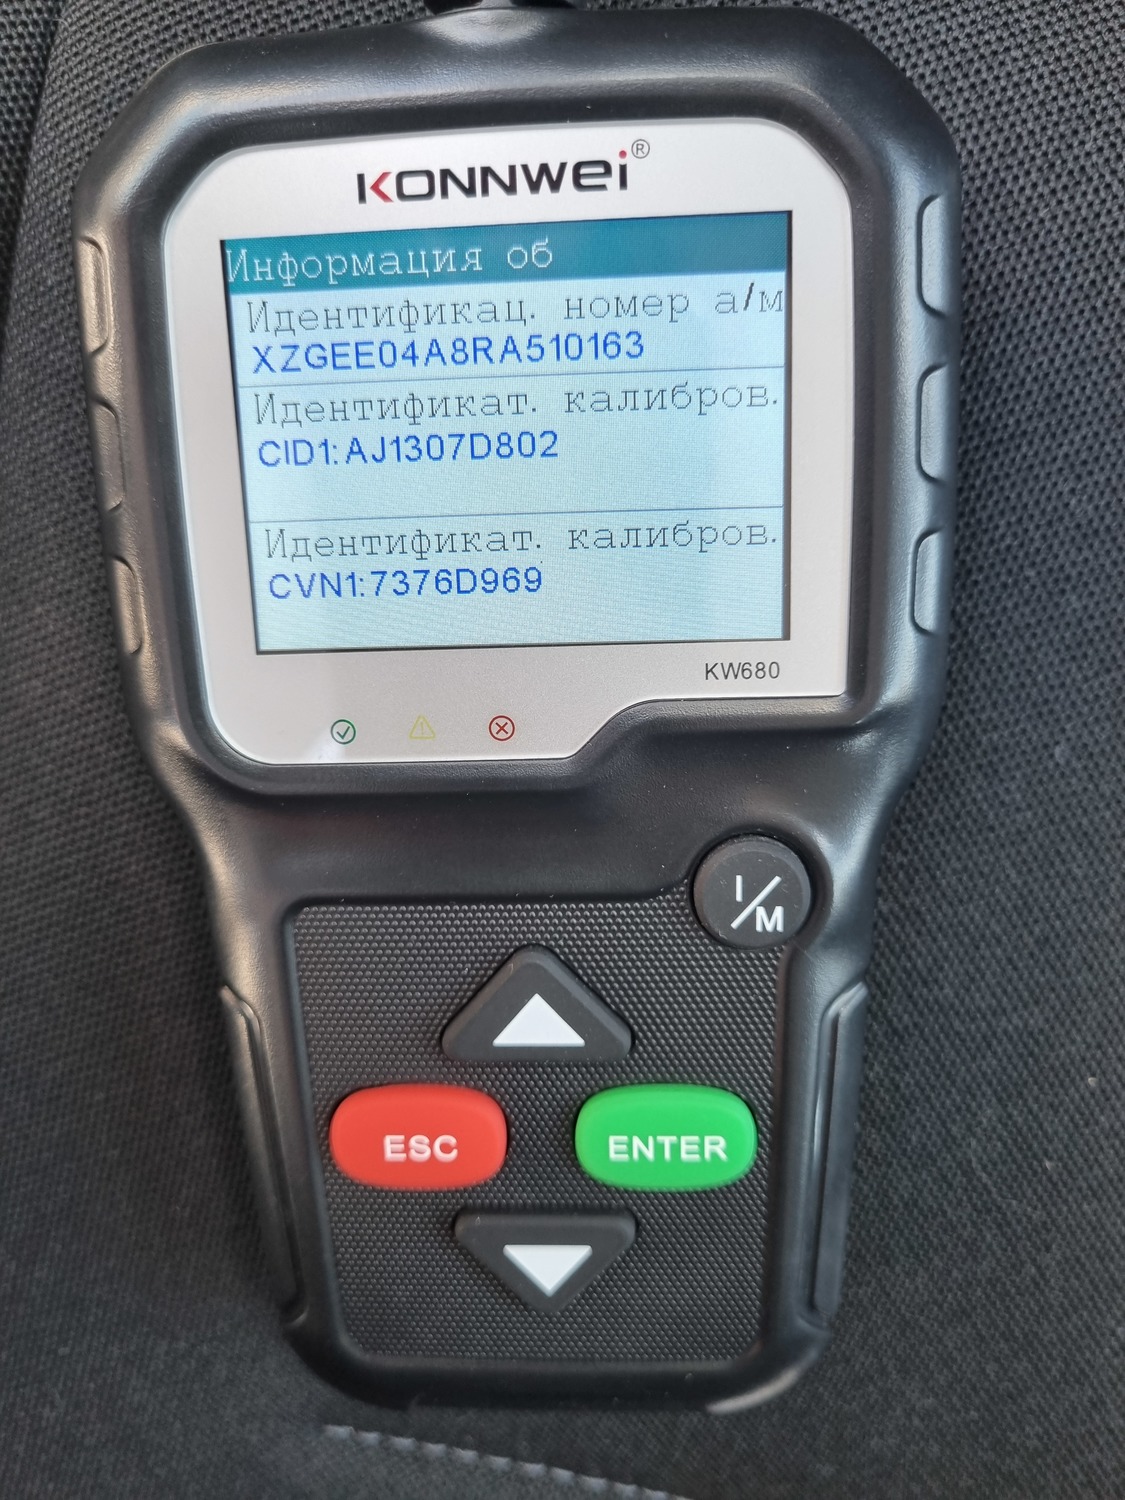 KONNWEI®
Информация об
Идентификац. номер а/м
XZGEE04A8RA510163
Идентификат. калибров.
CID1:AJ1307D802
Идентификат. калибров.
CVN1:7376D969
KW680
I/M
ESC
ENTER